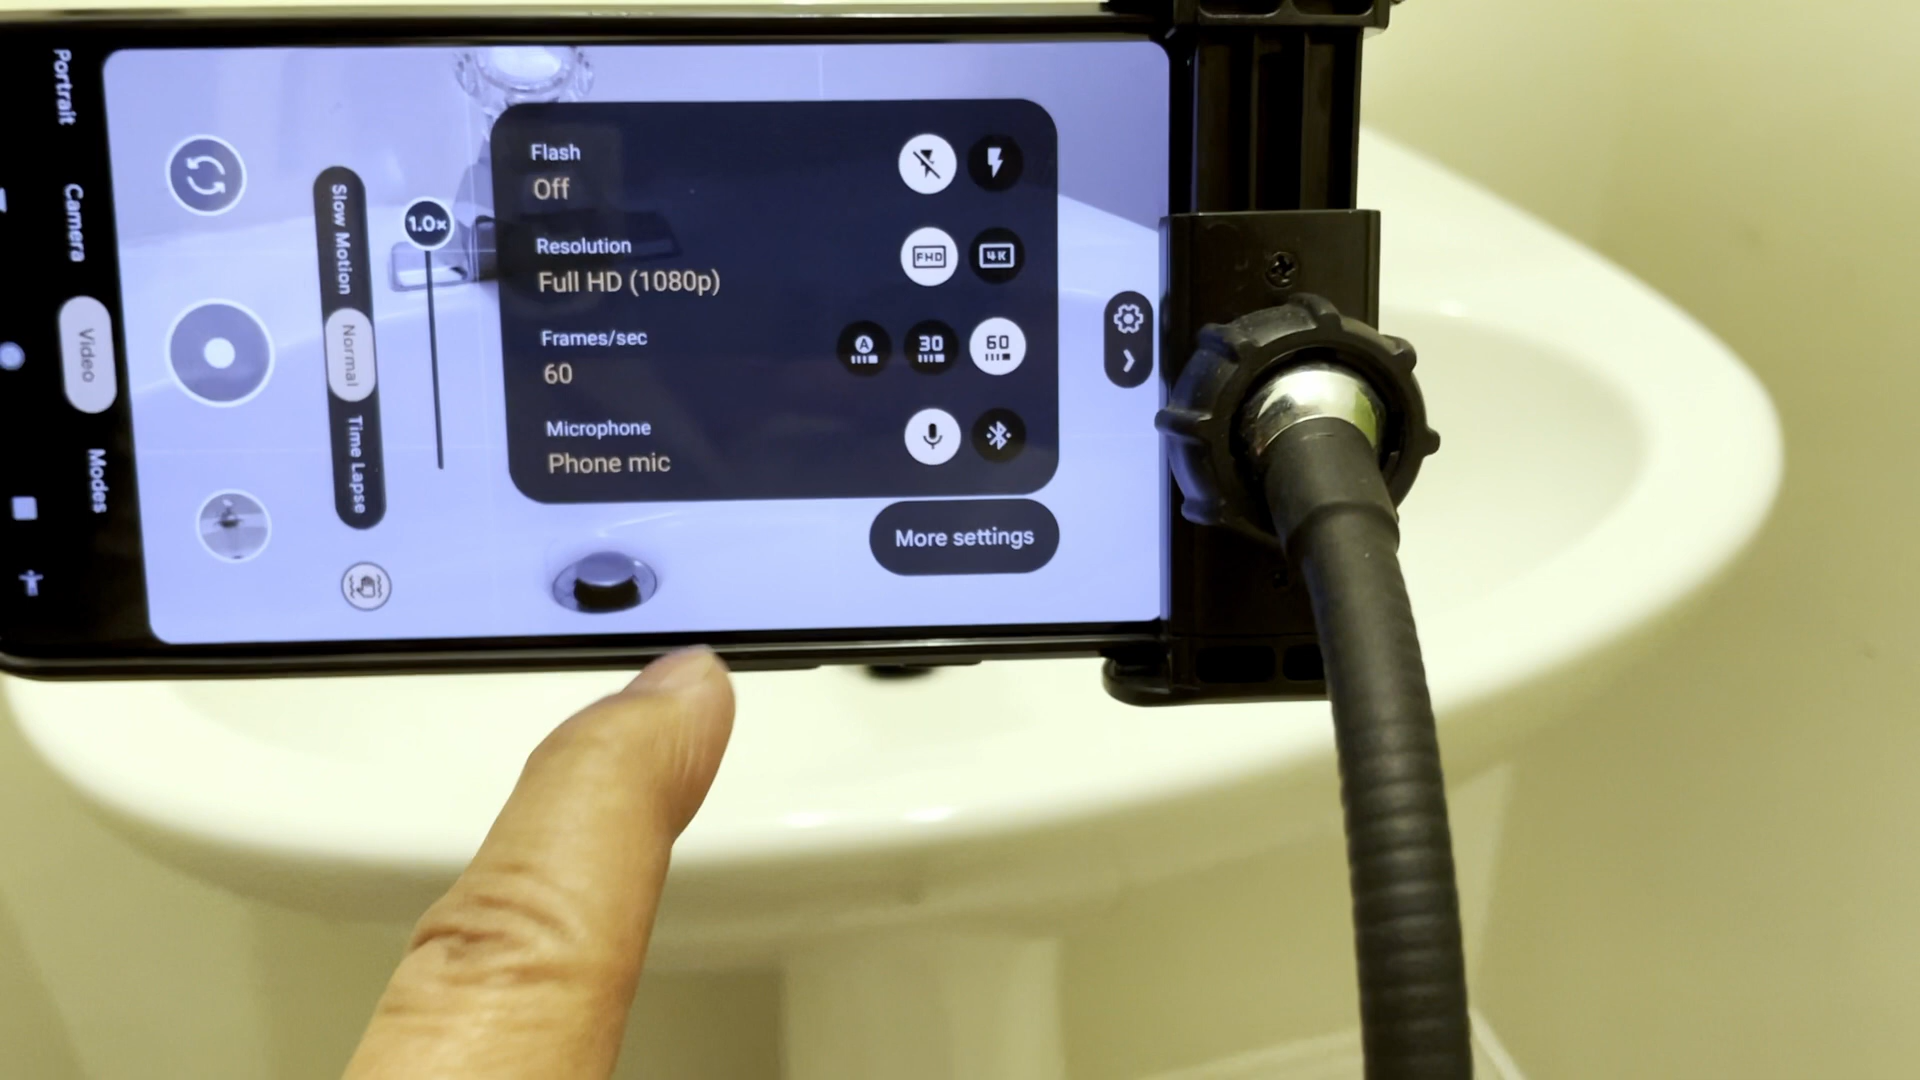 Portrait
Camera
Video
Modes
Slow Motion
Normal
Time Lapse
1.0×
Flash
Off
Resolution
Full HD (1080p)
FHD
4K
Frames/sec
60
A
30
60
Microphone
Phone mic
More settings